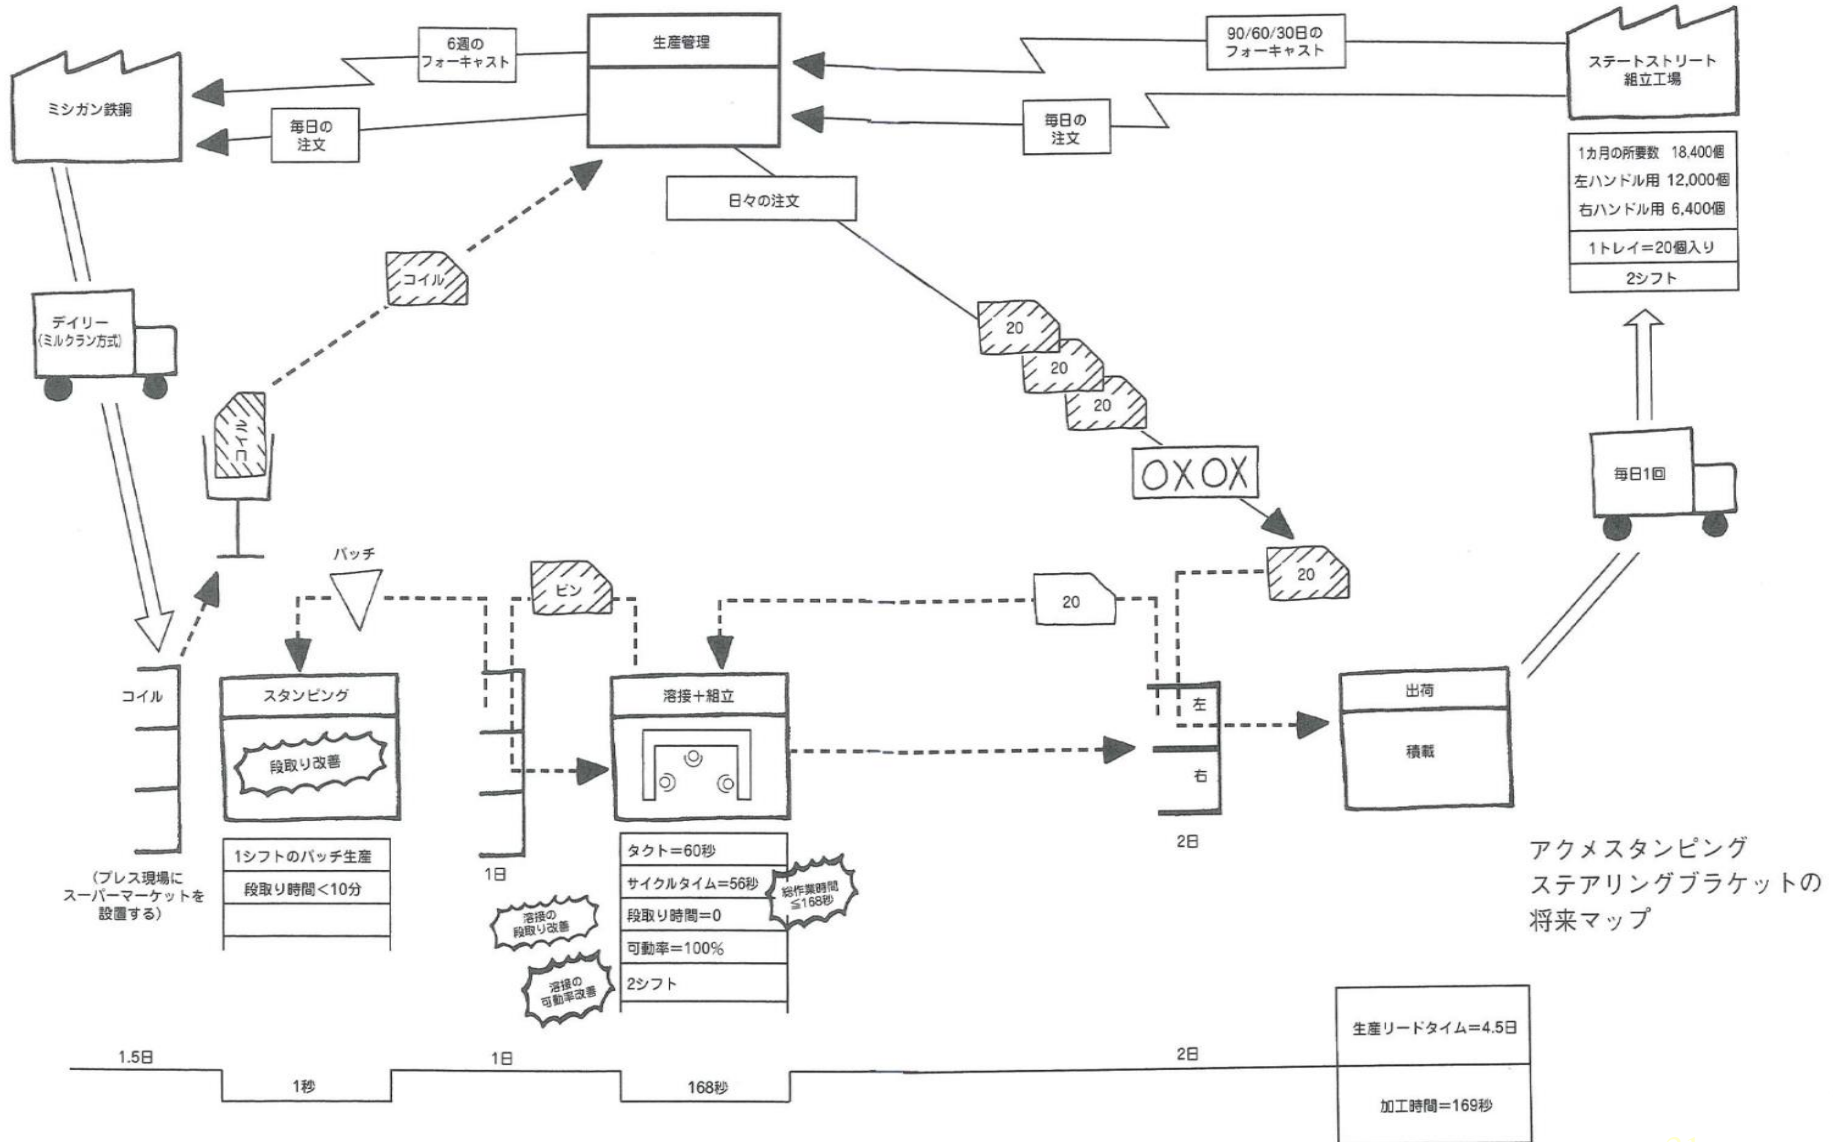 6週の
フォーキャスト
生産管理
90/60/30日の
フォーキャスト
ステートストリート
組立工場
ミシガン鉄鋼
毎日の
注文
毎日の
注文
1カ月の所要数 18,400個
左ハンドル用 12,000個
右ハンドル用 6,400個
1トレイ＝20個入り
2シフト
日々の注文
コイル
デイリー
(ミルクラン方式)
20
20
20
コイル
OXOX
毎日1回
バッチ
ビン
20
20
コイル
スタンピング
段取り改善
溶接＋組立
左
右
出荷
積載
1シフトのバッチ生産
段取り時間＜10分
(プレス現場に
スーパーマーケットを
設置する)
1日
タクト＝60秒
サイクルタイム＝56秒
段取り時間＝0
可動率＝100%
2シフト
総作業時間
≦168秒
溶接の
段取り改善
溶接の
可動率改善
2日
アクメスタンピング
ステアリングブラケットの
将来マップ
1.5日
1秒
1日
168秒
2日
生産リードタイム＝4.5日
加工時間＝169秒